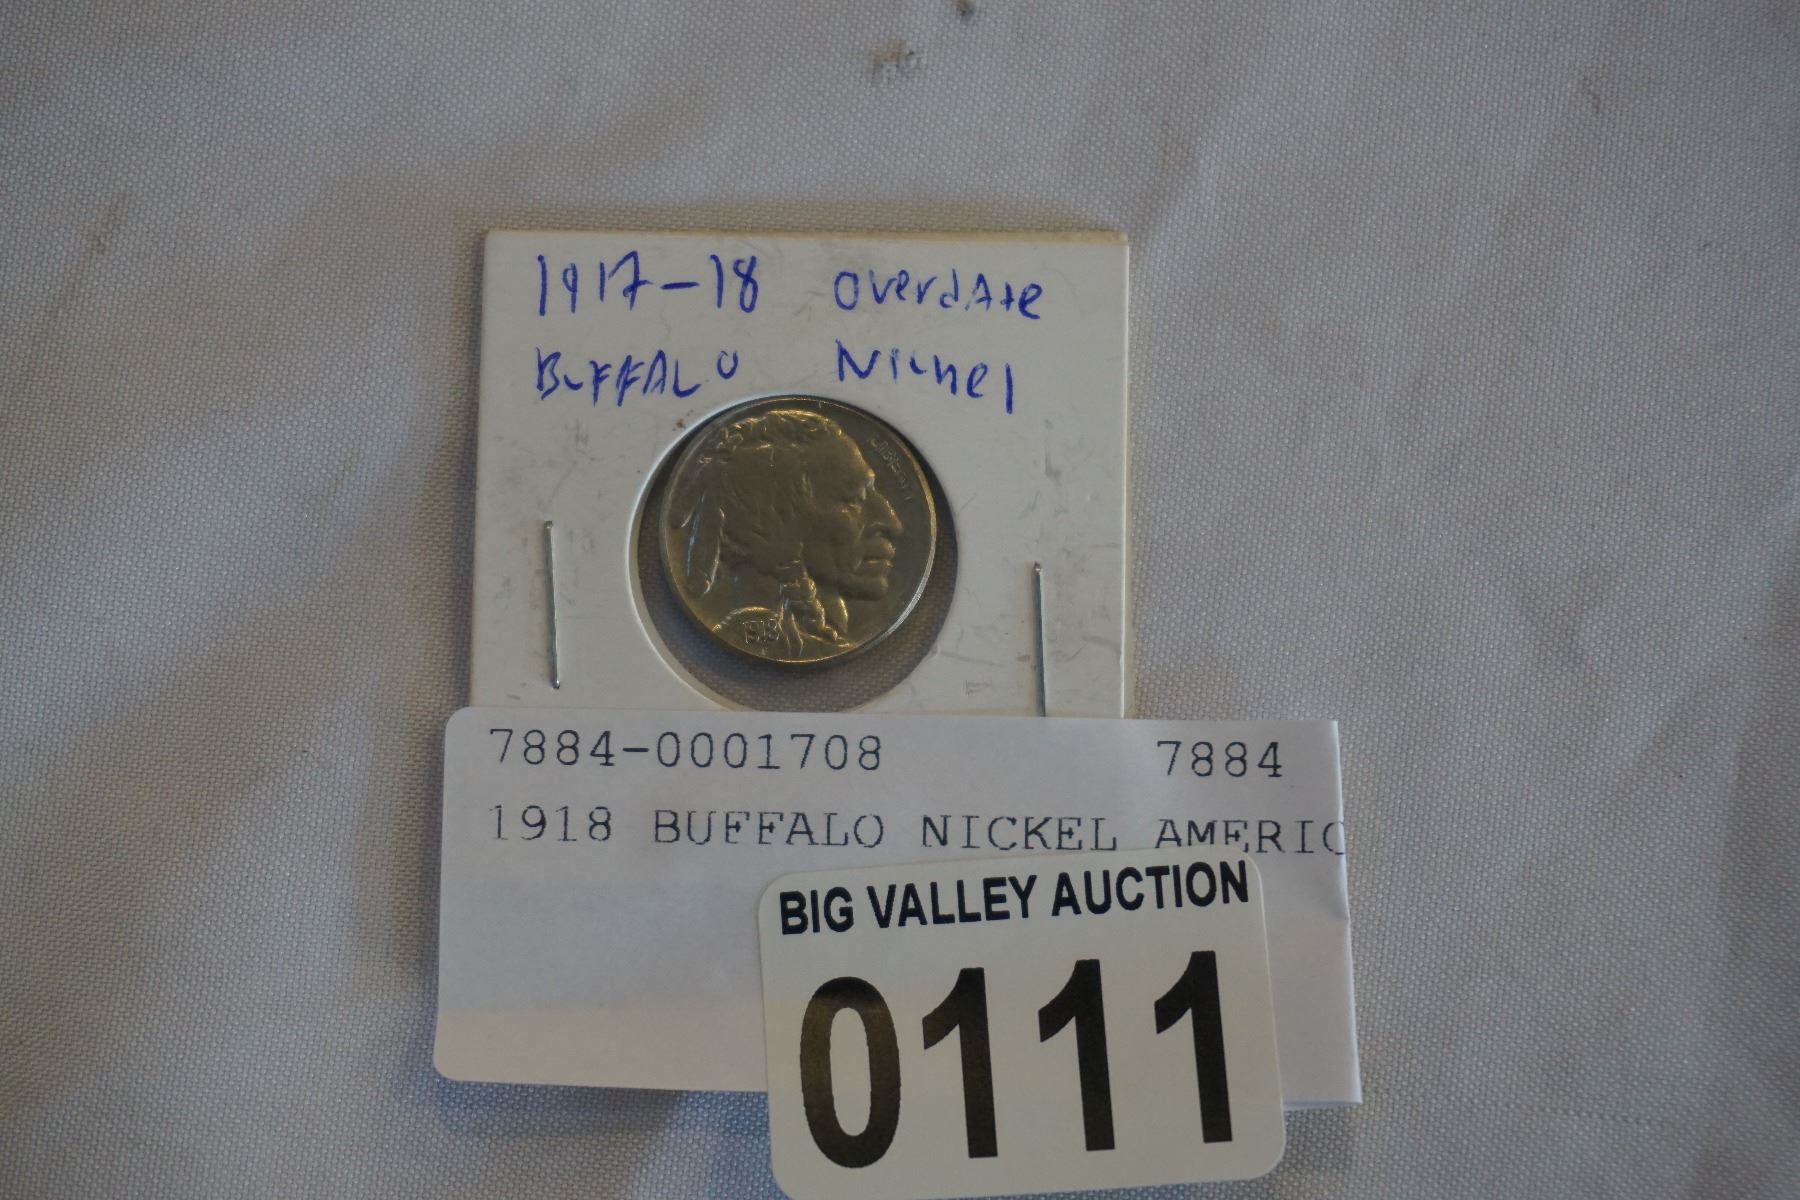 1917-18 overdAte
BuFFALO Nickel
LIBERTY
1918
7884-0001708 7884
1918 BUFFALO NICKEL AMERIC
BIG VALLEY AUCTION
0111